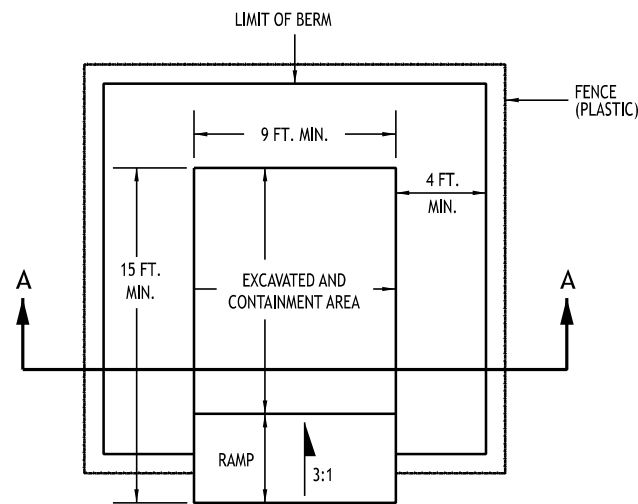 LIMIT OF BERM
FENCE
(PLASTIC)
9 FT. MIN.
4 FT.
MIN.
15 FT.
MIN.
EXCAVATED AND
CONTAINMENT AREA
A
A
RAMP
3:1